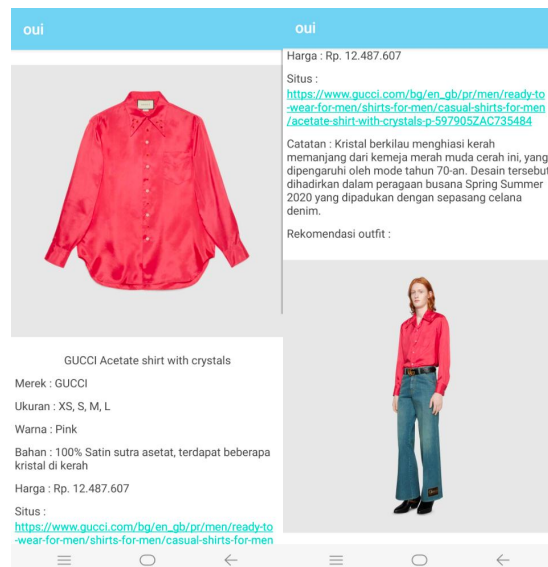 oui
GUCCI Acetate shirt with crystals
Merek : GUCCI
Ukuran : XS, S, M, L
Warna : Pink
Bahan : 100% Satin sutra asetat, terdapat beberapa
kristal di kerah
Harga : Rp. 12.487.607
Situs :
https://www.gucci.com/bg/en_gb/pr/men/ready-to
-wear-for-men/shirts-for-men/casual-shirts-for-men
oui
Harga : Rp. 12.487.607
Situs :
https://www.gucci.com/bg/en_gb/pr/men/ready-to
-wear-for-men/shirts-for-men/casual-shirts-for-men
/acetate-shirt-with-crystals-p-597905ZAC735484
Catatan : Kristal berkilau menghiasi kerah
memanjang dari kemeja merah muda cerah ini, yang
dipengaruhi oleh mode tahun 70-an. Desain tersebut
dihadirkan dalam peragaan busana Spring Summer
2020 yang dipadukan dengan sepasang celana
denim.
Rekomendasi outfit :